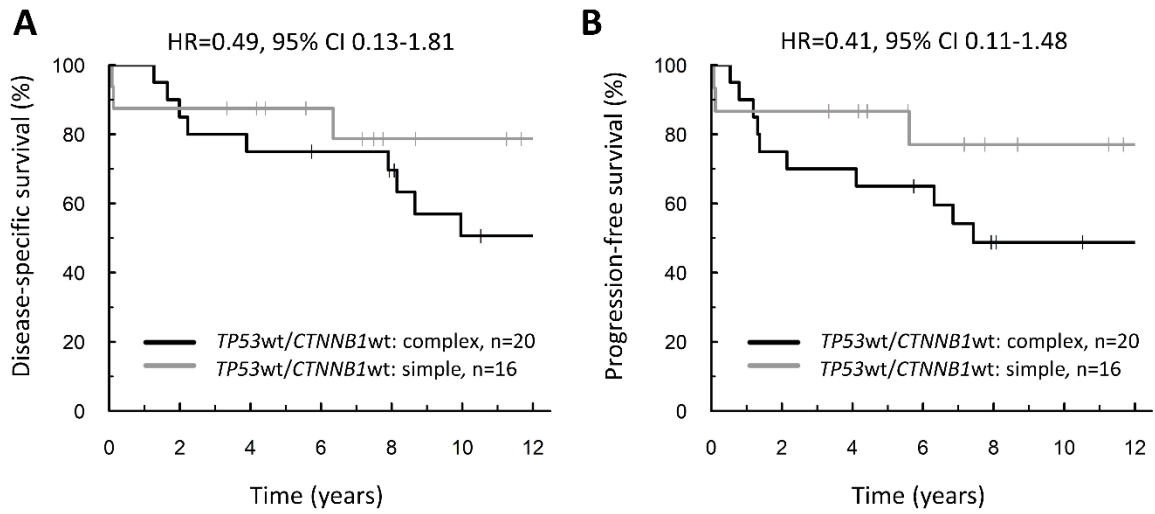 A
HR=0.49, 95% CI 0.13-1.81
Disease-specific survival (%)
100
80
60
40
20
0
TP53wt/CTNNB1wt: complex, n=20
TP53wt/CTNNB1wt: simple, n=16
0 2 4 6 8 10 12
Time (years)
B
HR=0.41, 95% CI 0.11-1.48
Progression-free survival (%)
100
80
60
40
20
0
TP53wt/CTNNB1wt: complex, n=20
TP53wt/CTNNB1wt: simple, n=16
0 2 4 6 8 10 12
Time (years)